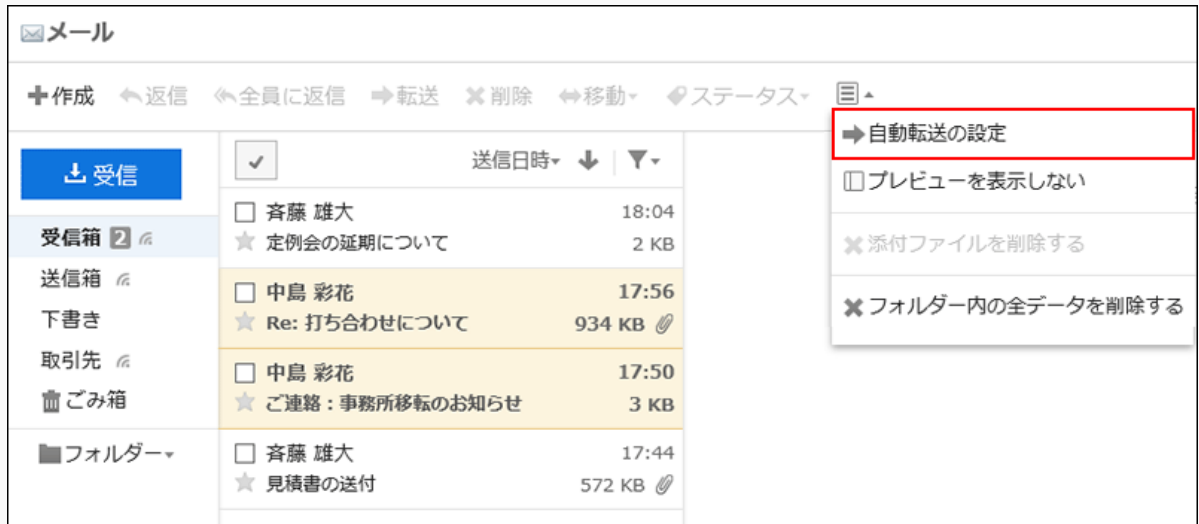 メール
作成 返信 全員に返信 転送 削除 移動 ステータス
自動転送の設定
プレビューを表示しない
添付ファイルを削除する
フォルダー内の全データを削除する
受信
受信箱 2
送信箱
下書き
取引先
ごみ箱
フォルダー
送信日時
斉藤 雄大 18:04
定例会の延期について 2 KB
中島 彩花 17:56
Re: 打ち合わせについて 934 KB
中島 彩花 17:50
ご連絡：事務所移転のお知らせ 3 KB
斉藤 雄大 17:44
見積書の送付 572 KB